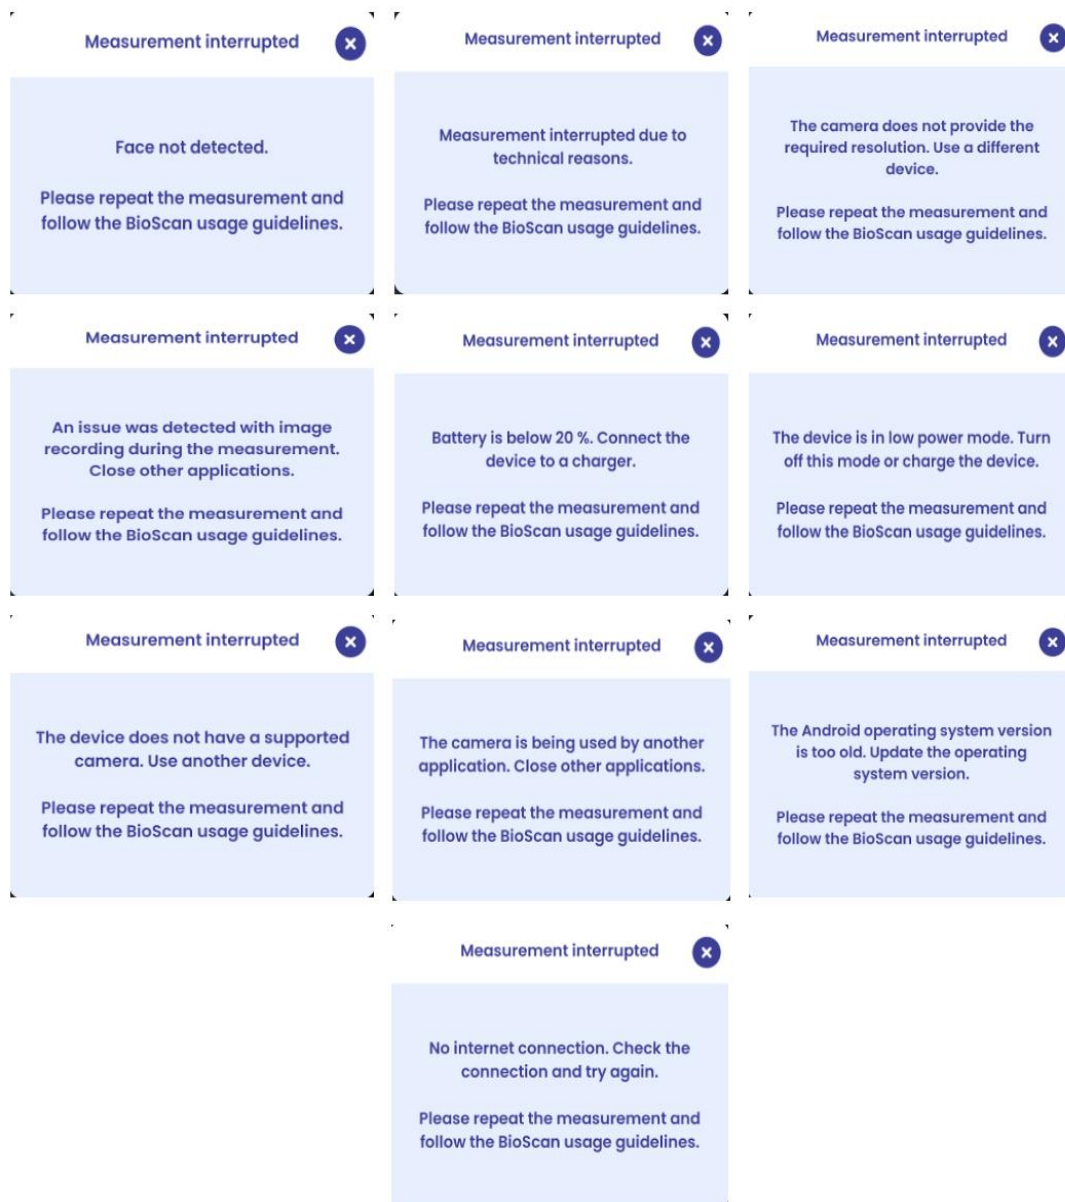 Measurement interrupted
Face not detected.
Please repeat the measurement and
follow the BioScan usage guidelines.
Measurement interrupted
Measurement interrupted due to
technical reasons.
Please repeat the measurement and
follow the BioScan usage guidelines.
Measurement interrupted
The camera does not provide the
required resolution. Use a different
device.
Please repeat the measurement and
follow the BioScan usage guidelines.
Measurement interrupted
An issue was detected with image
recording during the measurement.
Close other applications.
Please repeat the measurement and
follow the BioScan usage guidelines.
Measurement interrupted
Battery is below 20 %. Connect the
device to a charger.
Please repeat the measurement and
follow the BioScan usage guidelines.
Measurement interrupted
The device is in low power mode. Turn
off this mode or charge the device.
Please repeat the measurement and
follow the BioScan usage guidelines.
Measurement interrupted
The device does not have a supported
camera. Use another device.
Please repeat the measurement and
follow the BioScan usage guidelines.
Measurement interrupted
The camera is being used by another
application. Close other applications.
Please repeat the measurement and
follow the BioScan usage guidelines.
Measurement interrupted
The Android operating system version
is too old. Update the operating
system version.
Please repeat the measurement and
follow the BioScan usage guidelines.
Measurement interrupted
No internet connection. Check the
connection and try again.
Please repeat the measurement and
follow the BioScan usage guidelines.